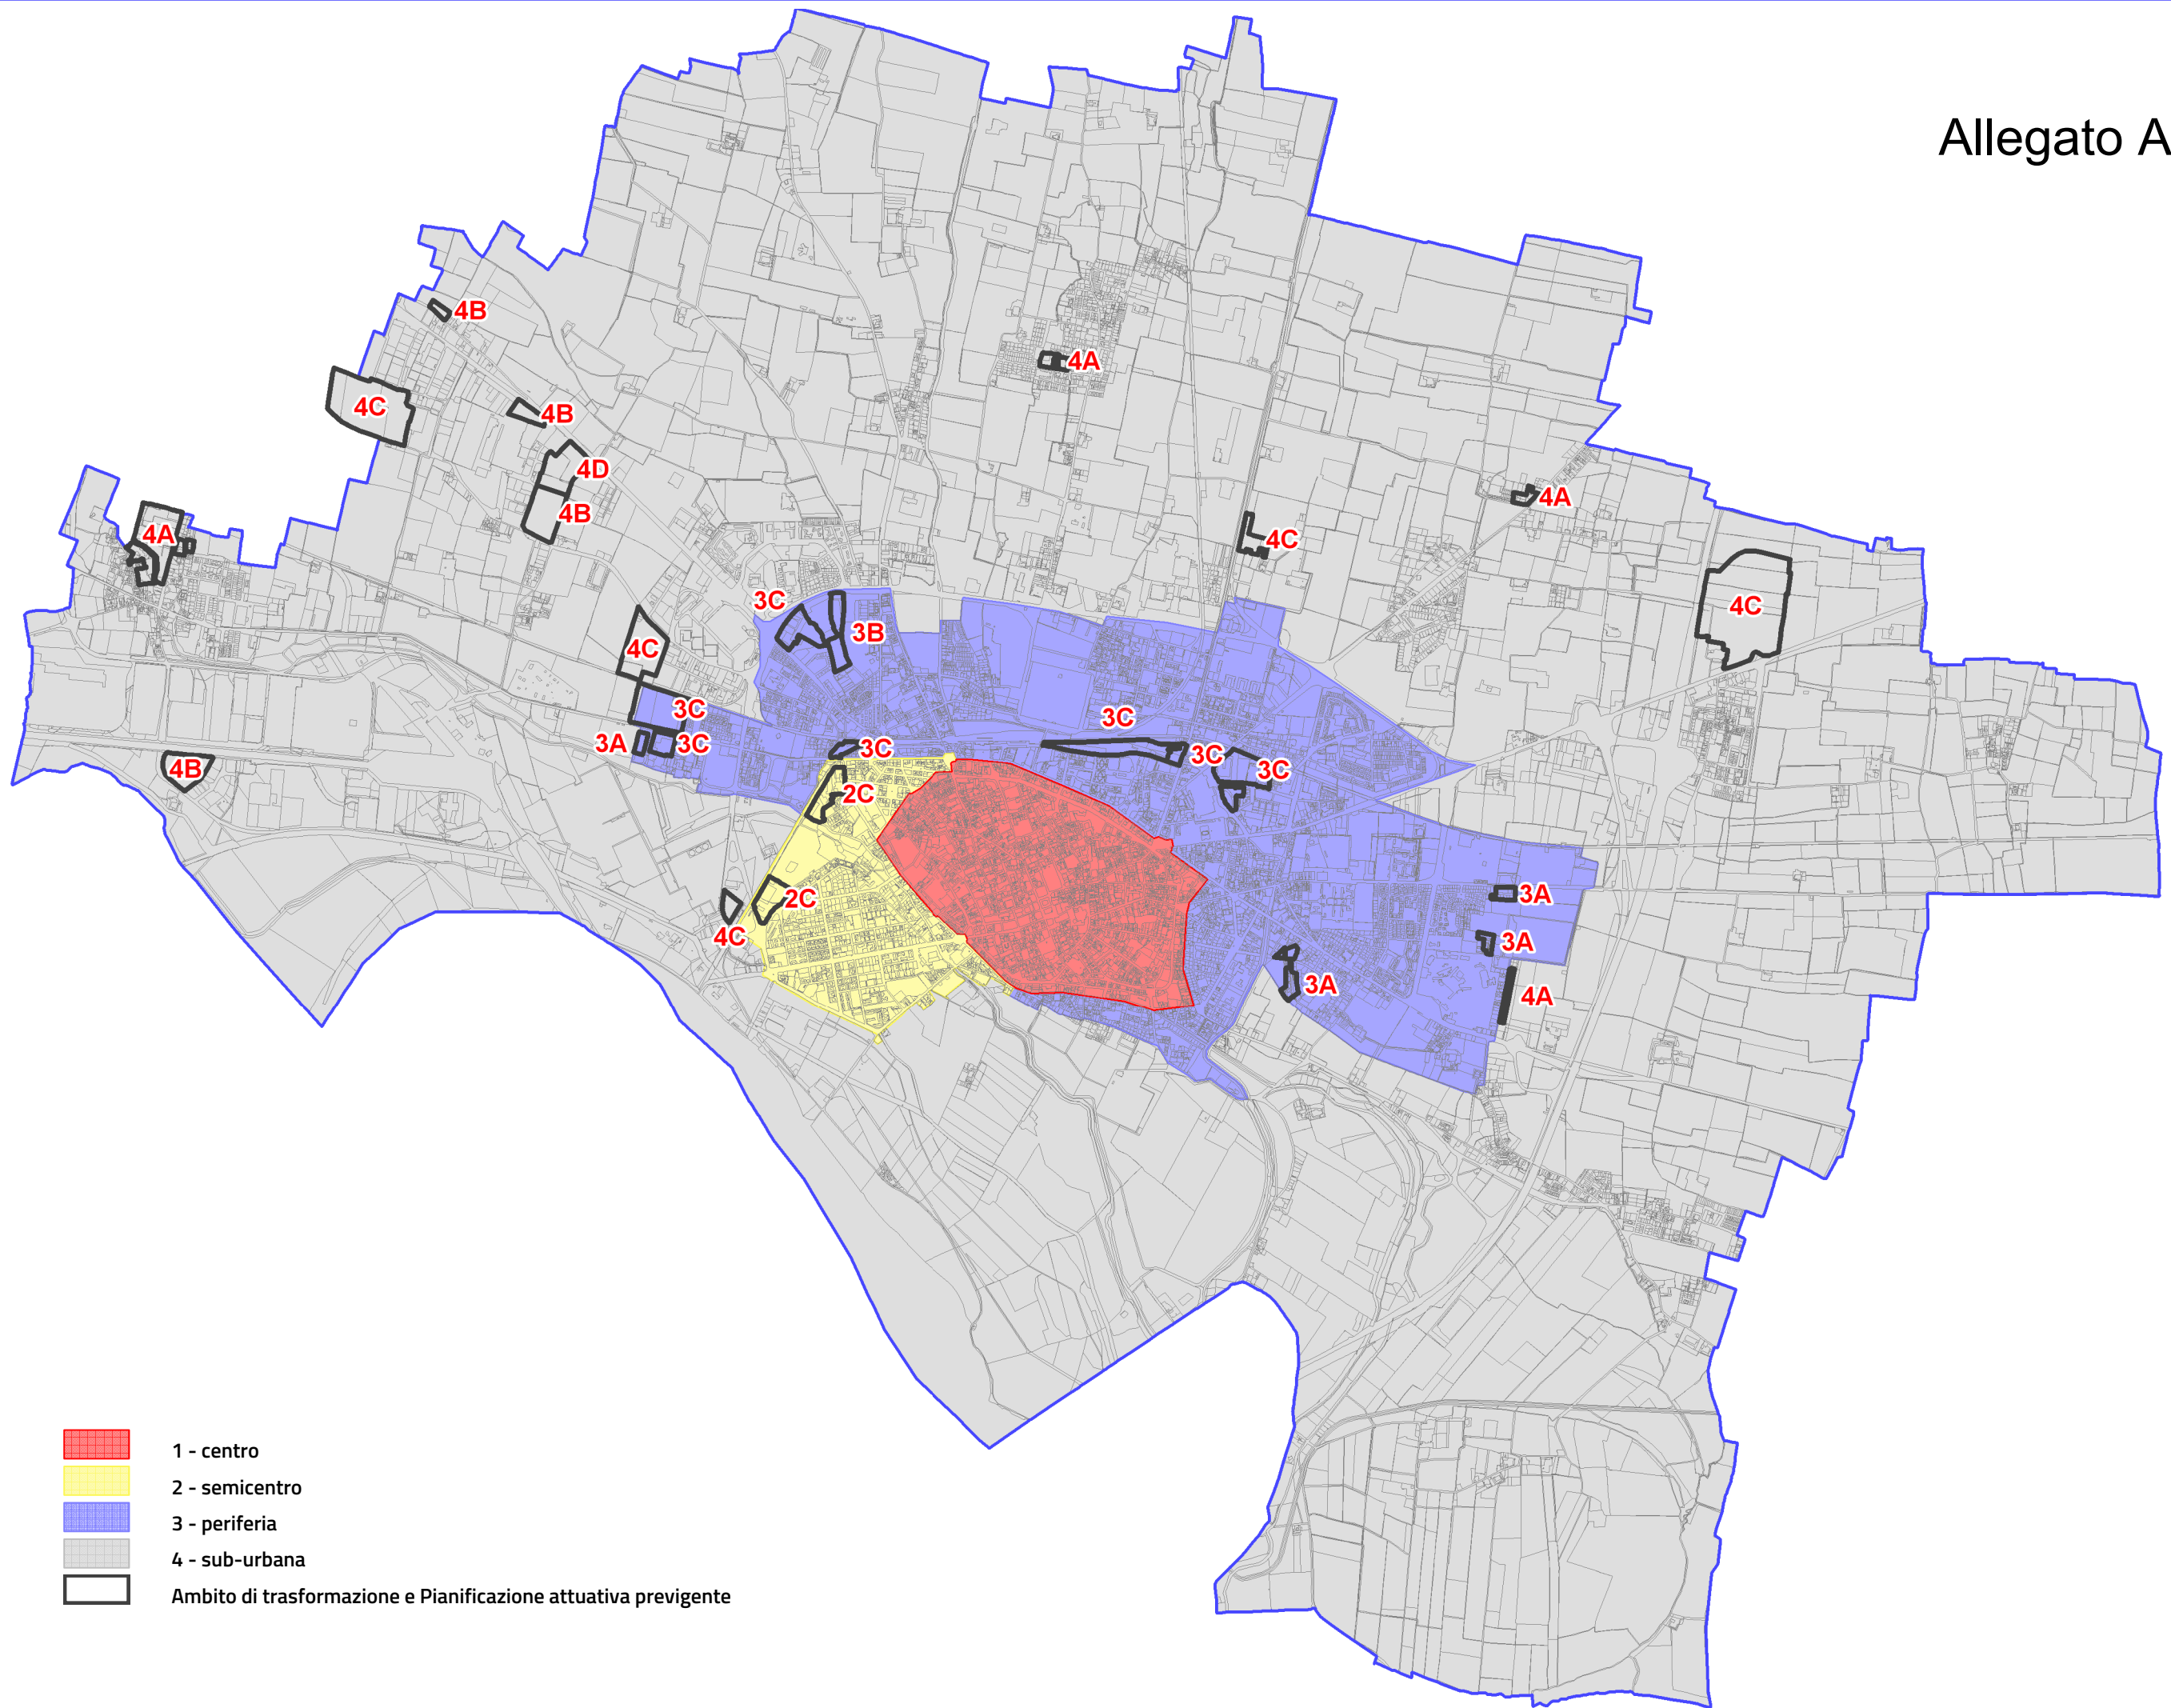 Allegato A
4B
4A
4C
4B
4D
4A
4B
4A
4C
3C
4C
3B
4C
3C
3C
3A
3C
3C
3C
3C
4B
2C
3A
2C
4C
3A
3A
4A
1 - centro
2 - semicentro
3 - periferia
4 - sub-urbana
Ambito di trasformazione e Pianificazione attuativa previgente